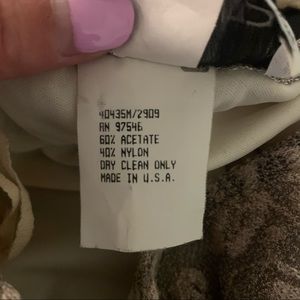 40435M/2909
RN 97546
60% ACETATE
40% NYLON
DRY CLEAN ONLY
MADE IN U.S.A.